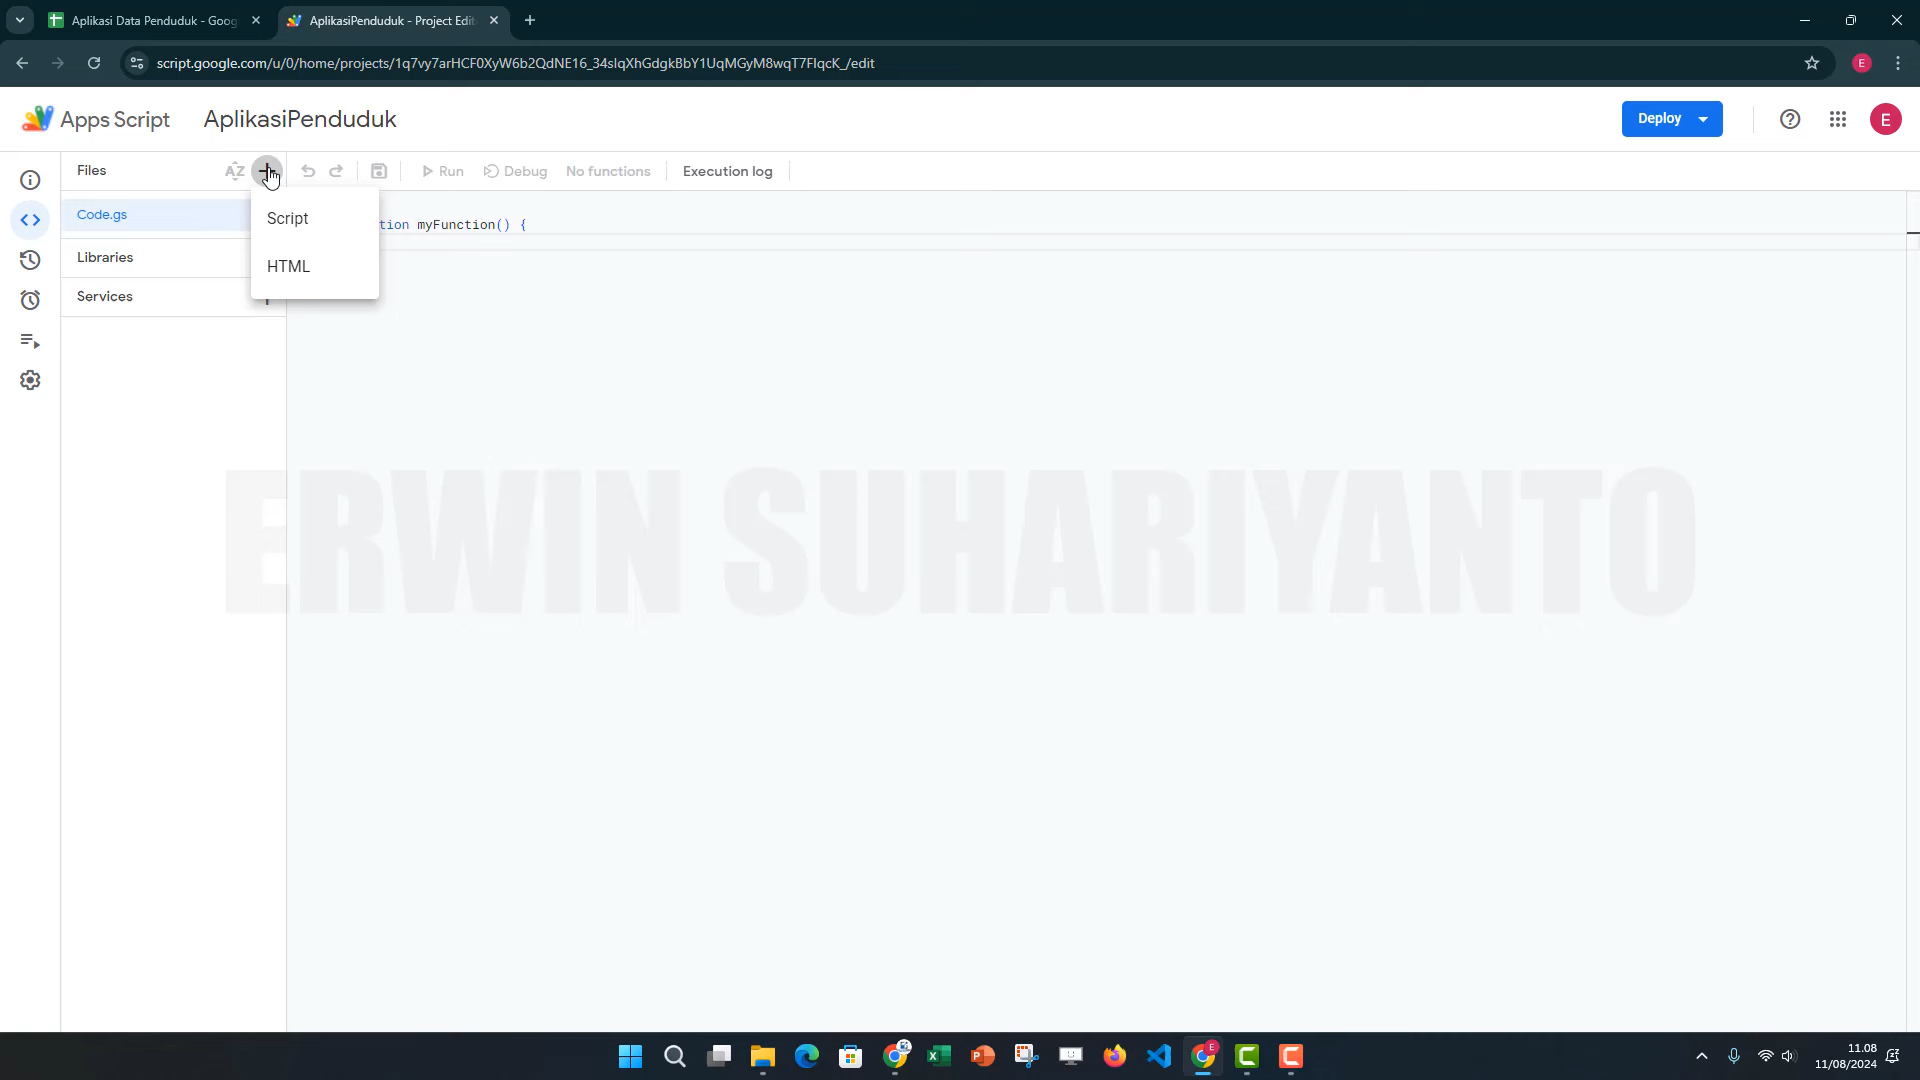 Aplikasi Data Penduduk - Goog
AplikasiPenduduk - Project Edit
script.google.com/u/0/home/projects/1q7vy7arHCF0XyW6b2QdNE16_34slqXhGdgkBbY1UqMGyM8wqT7FIqcK_/edit
E
Apps Script
AplikasiPenduduk
Deploy
E
Files
AZ
Run
Debug
No functions
Execution log
Code.gs
Script
tion myFunction() {
Libraries
HTML
Services
ERWIN SUHARIYANTO
11.08
11/08/2024